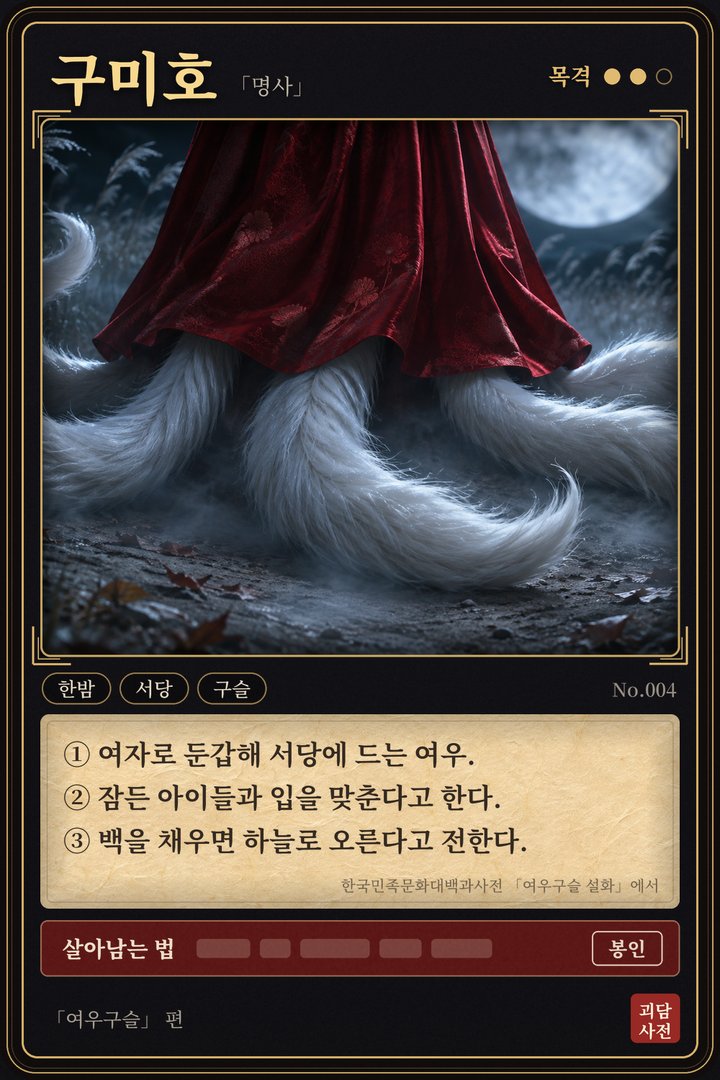 구미호 「명사」
목격
한밤 서당 구슬
No.004
① 여자로 둔갑해 서당에 드는 여우.
② 잠든 아이들과 입을 맞춘다고 한다.
③ 백을 채우면 하늘로 오른다고 전한다.
한국민족문화대백과사전 「여우구슬 설화」에서
살아남는 법
봉인
「여우구슬」 편
괴담
사전